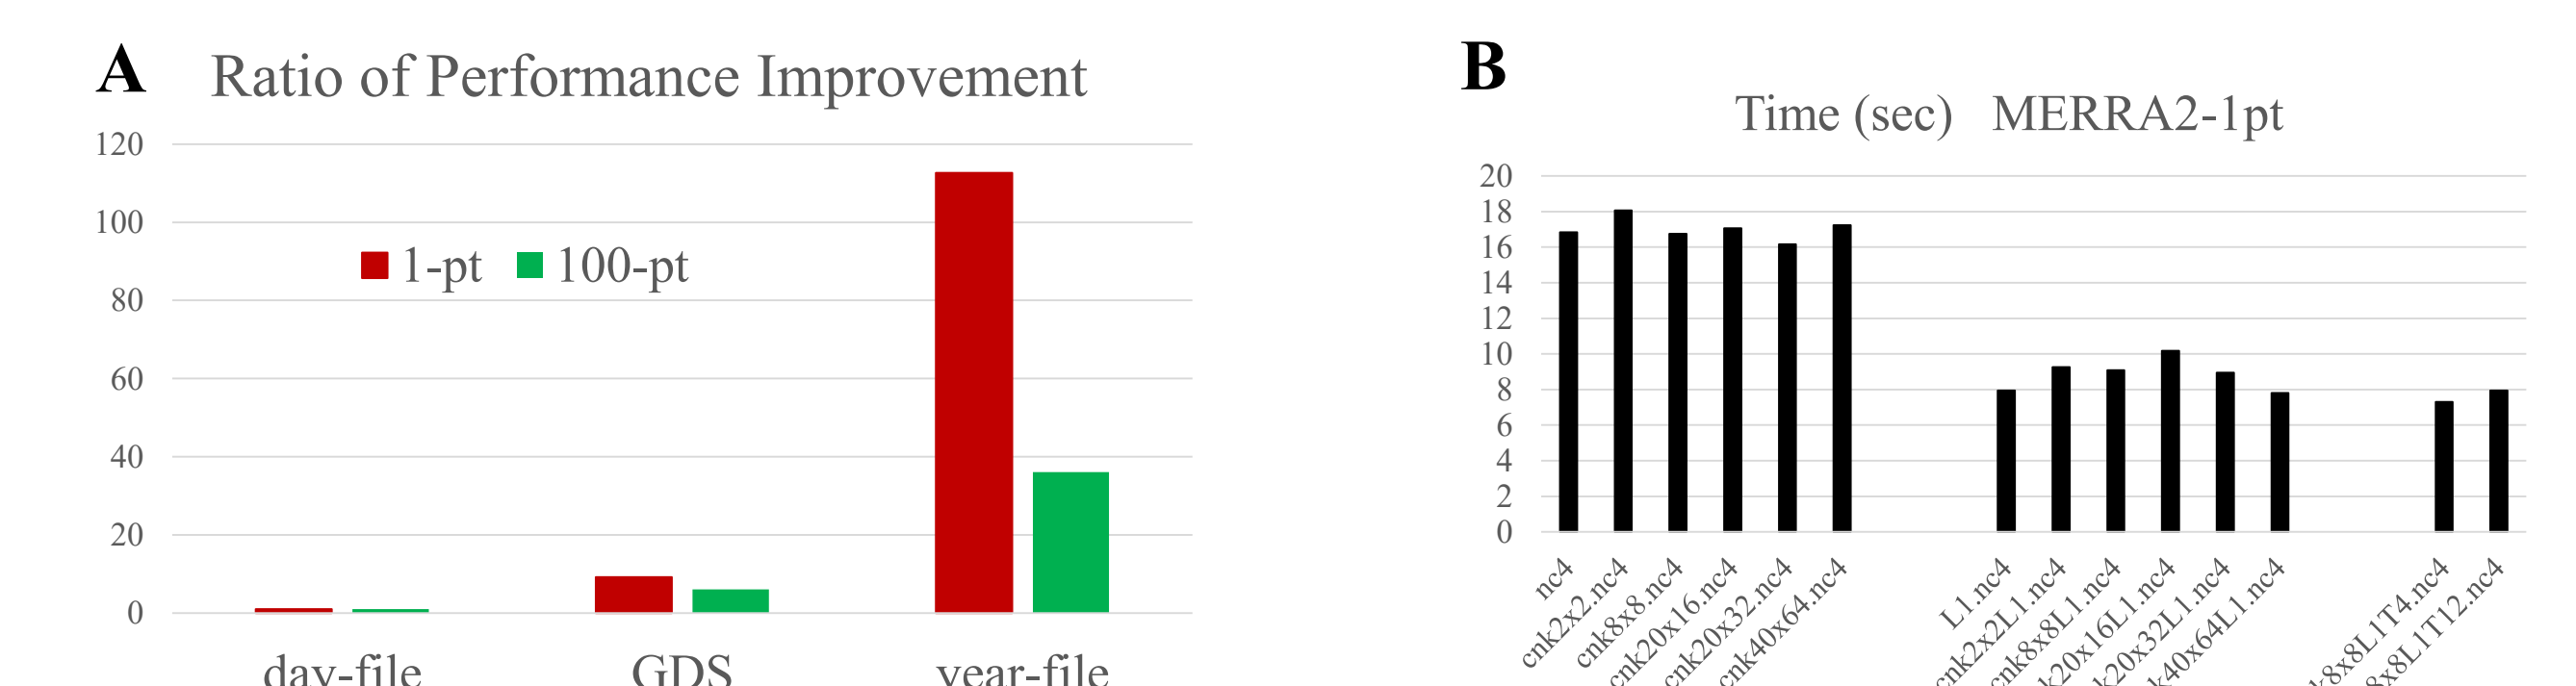 A Ratio of Performance Improvement
120
100
80
60
40
20
0
1-pt 100-pt
day-file GDS year-file
B
Time (sec) MERRA2-1pt
20
18
16
14
12
10
8
6
4
2
0
nc4
cnk2x2.nc4
cnk8x8.nc4
cnk20x16.nc4
cnk20x32.nc4
cnk40x64.nc4
L1.nc4
cnk2x2L1.nc4
cnk8x8L1.nc4